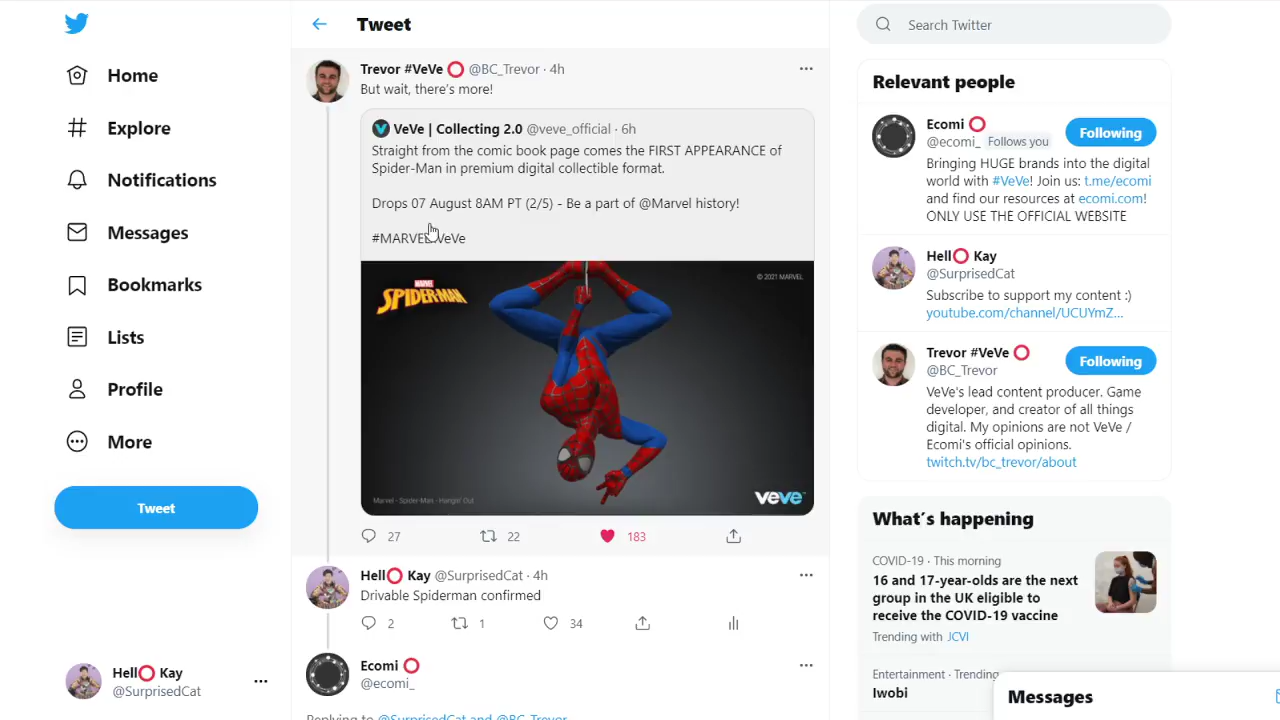 Home
Explore
Notifications
Messages
Bookmarks
Lists
Profile
More
Tweet
Hell⭕ Kay
@SurprisedCat
Tweet
Trevor #VeVe ⭕ @BC_Trevor · 4h
But wait, there's more!
VeVe | Collecting 2.0 @veve_official · 6h
Straight from the comic book page comes the FIRST APPEARANCE of
Spider-Man in premium digital collectible format.
Drops 07 August 8AM PT (2/5) - Be a part of @Marvel history!
#MARVEL VeVe
MARVEL
SPIDER-MAN
© 2021 MARVEL
Marvel - Spider-Man - Hangin' Out
veve
27 22 183
Hell⭕ Kay @SurprisedCat · 4h
Drivable Spiderman confirmed
2 1 34
Ecomi ⭕
@ecomi_
Replying to @SurprisedCat and @BC_Trevor
Search Twitter
Relevant people
Ecomi ⭕
@ecomi_ Follows you
Following
Bringing HUGE brands into the digital
world with #VeVe! Join us: t.me/ecomi
and find our resources at ecomi.com!
ONLY USE THE OFFICIAL WEBSITE
Hell⭕ Kay
@SurprisedCat
Subscribe to support my content :)
youtube.com/channel/UCUYmZ...
Trevor #VeVe ⭕
@BC_Trevor
Following
VeVe's lead content producer. Game
developer, and creator of all things
digital. My opinions are not VeVe /
Ecomi's official opinions.
twitch.tv/bc_trevor/about
What's happening
COVID-19 · This morning
16 and 17-year-olds are the next
group in the UK eligible to
receive the COVID-19 vaccine
Trending with JCVI
Entertainment · Trending
Iwobi
Messages